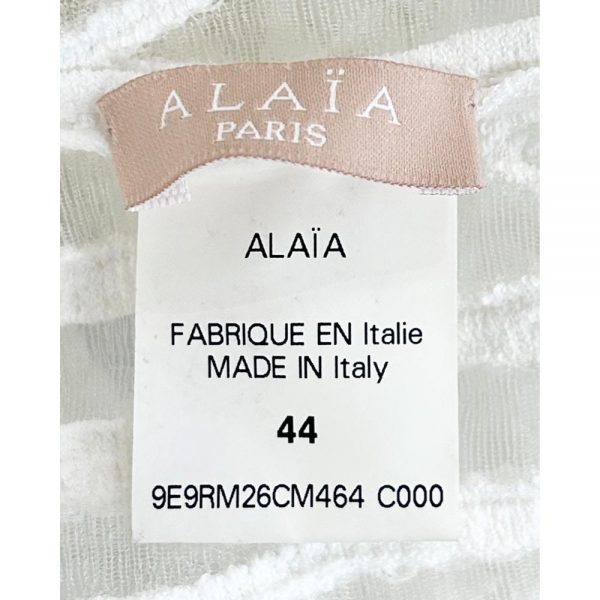 ALAÏA
PARIS
ALAÏA
FABRIQUE EN Italie
MADE IN Italy
44
9E9RM26CM464 C000